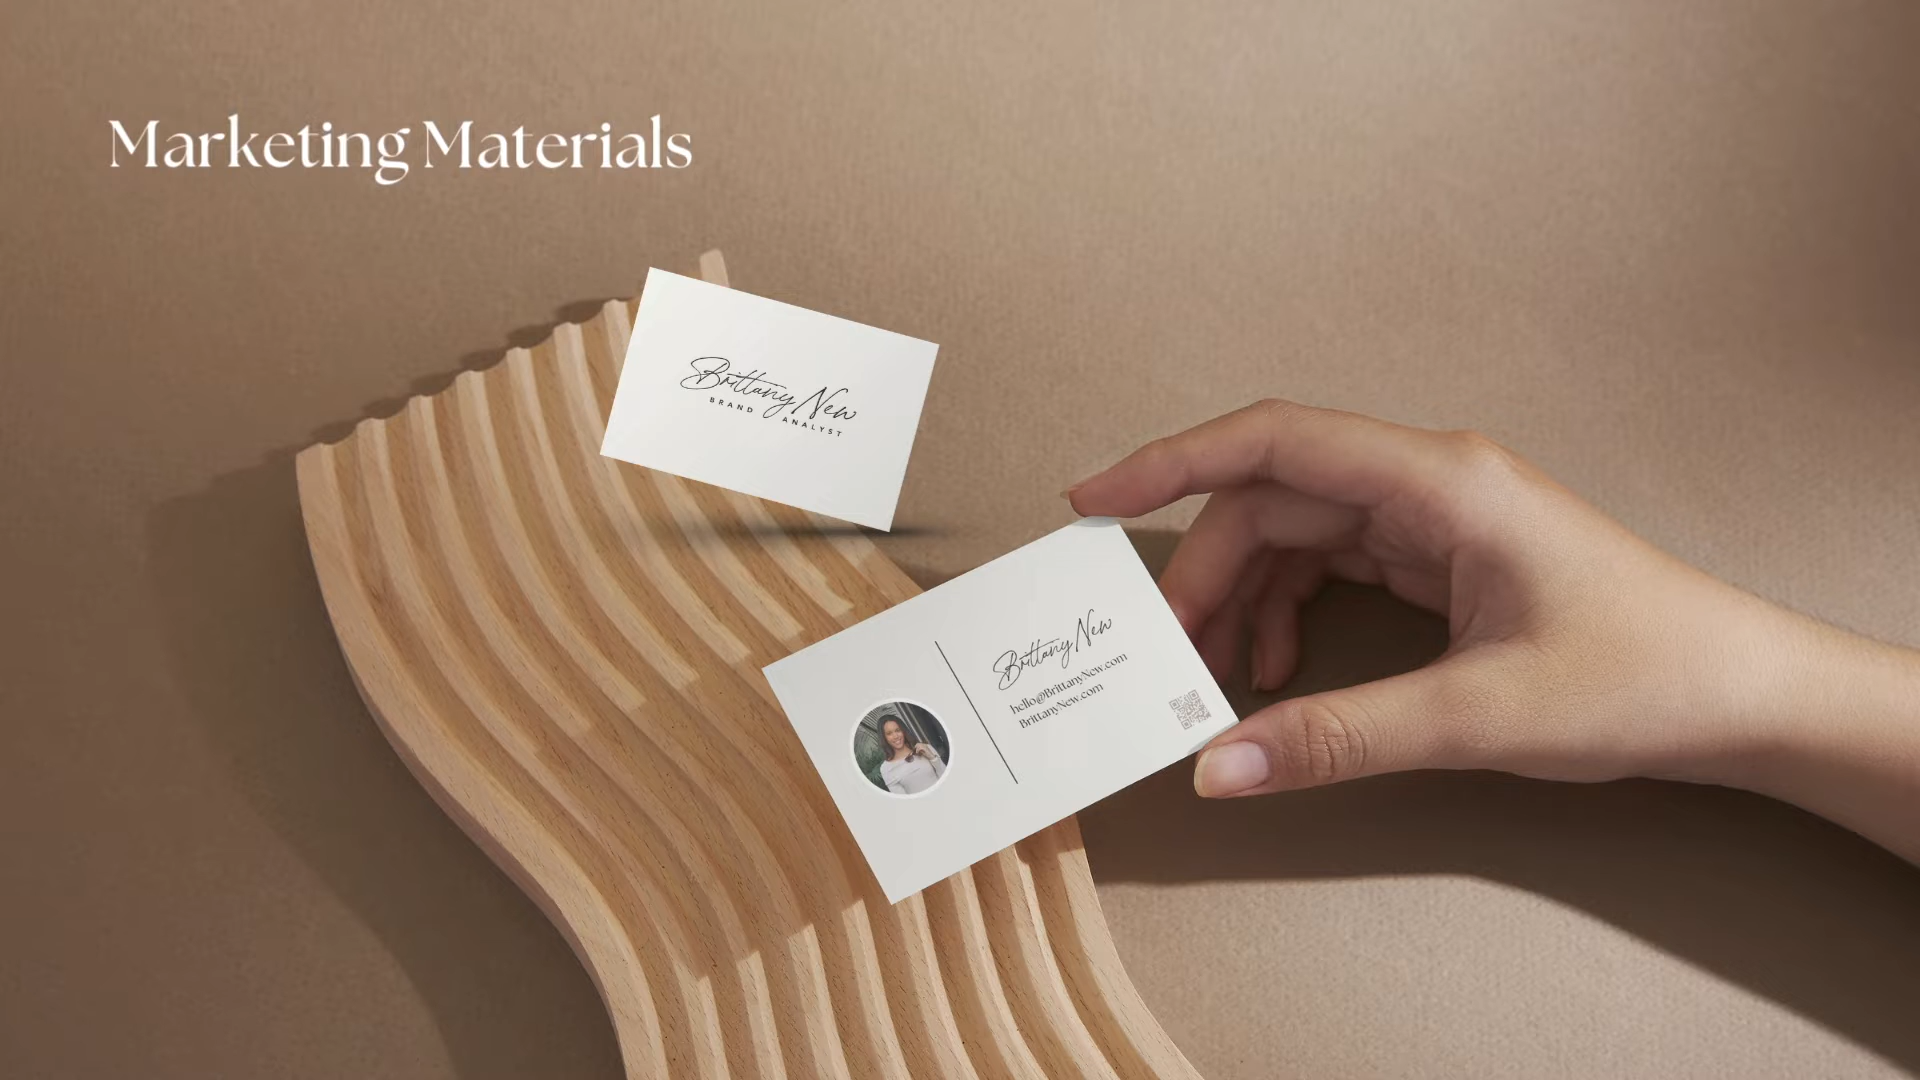 Marketing Materials
Brittany New
BRAND ANALYST
Brittany New
hello@BrittanyNew.com
BrittanyNew.com